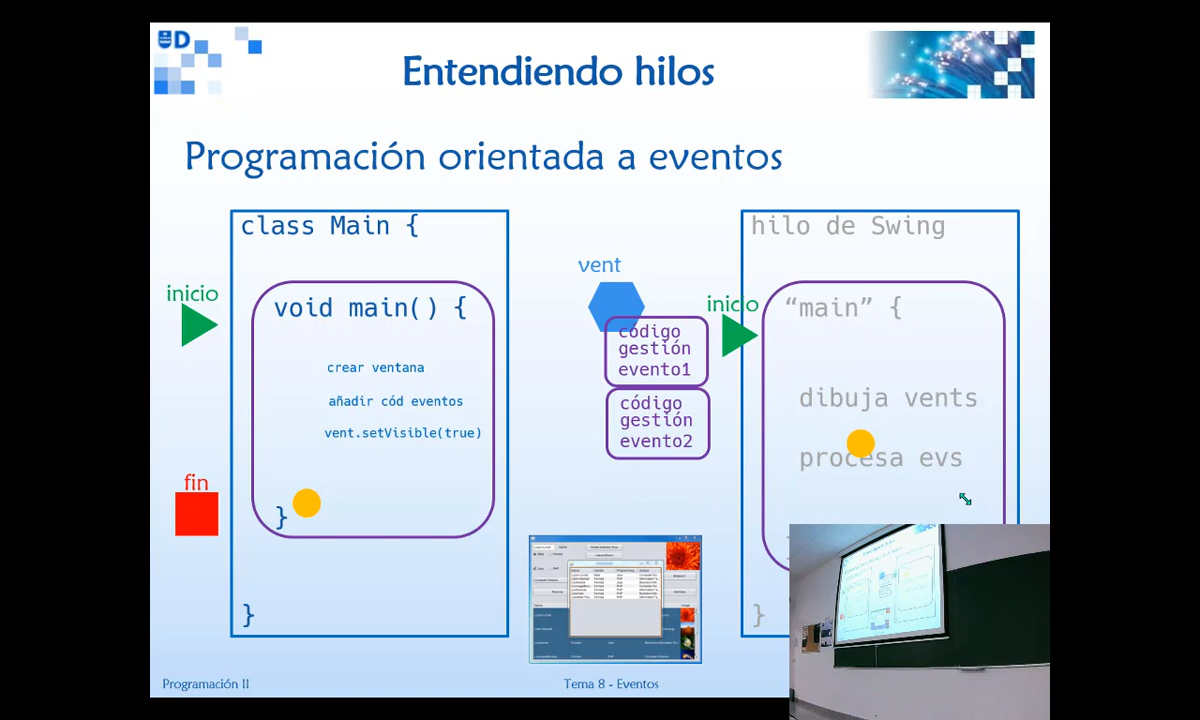 UD
Entendiendo hilos
Programación orientada a eventos
class Main {
inicio
void main() {
crear ventana
añadir cód eventos
vent.setVisible(true)
fin
}
}
vent
código
gestión
evento1
código
gestión
evento2
hilo de Swing
inicio
“main” {
dibuja vents
procesa evs
}
Programación II
Tema 8 - Eventos